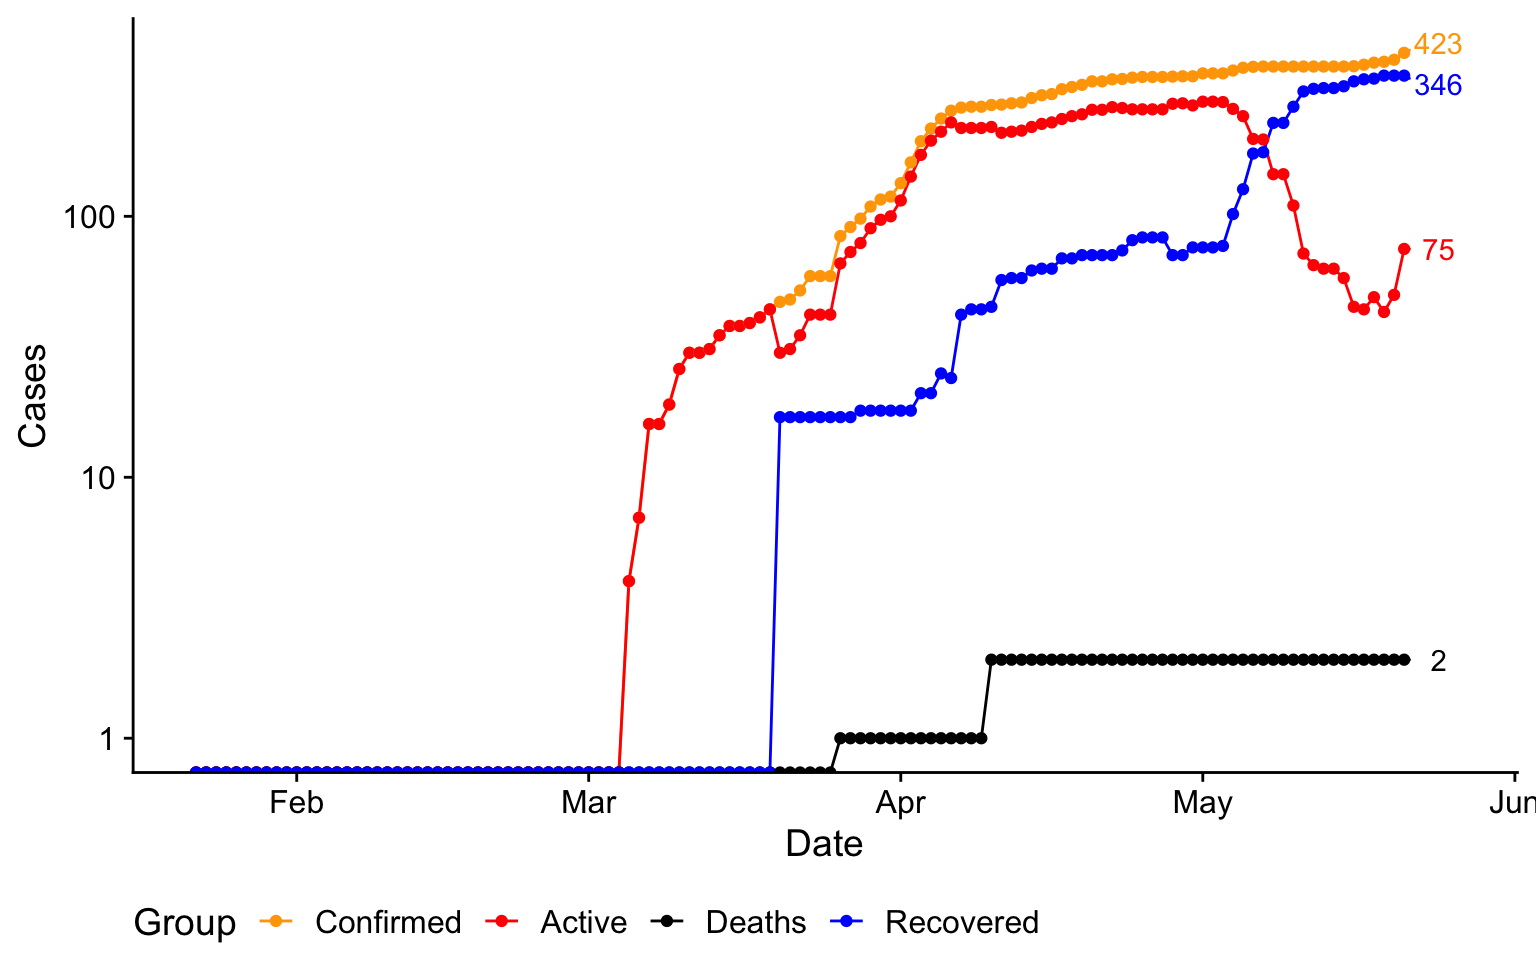 423
346
100
75
Cases
10
2
1
Feb Mar Apr May Jun
Date
Group Confirmed Active Deaths Recovered